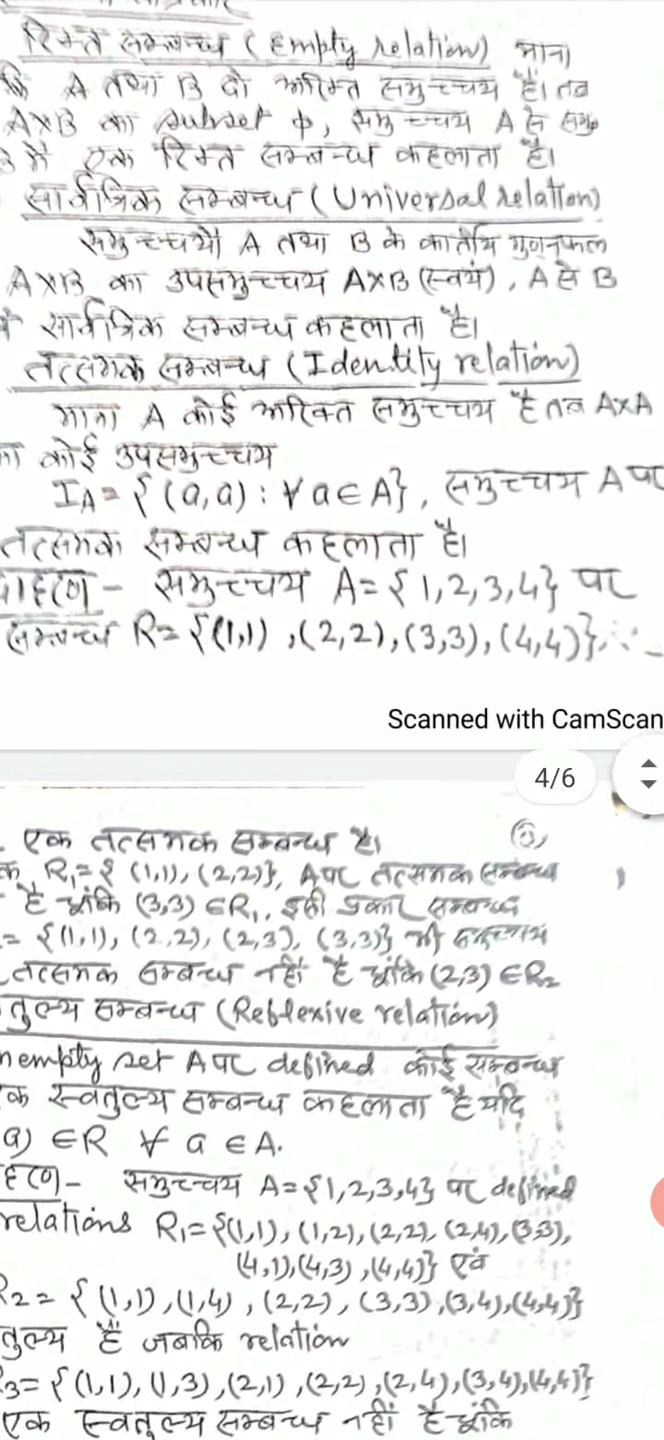 रिक्त सम्बन्ध (Empty relation) माना
कि A तथा B दो अरिक्त समुच्चय हैं। तब
A×B का subset ϕ, समुच्चय A से समु
B में एक रिक्त सम्बन्ध कहलाता है।
सार्वत्रिक सम्बन्ध (Universal relation)
समुच्चयों A तथा B के कार्तीय गुणनफल
A×B का उपसमुच्चय A×B (स्वयं), A से B
में सार्वत्रिक सम्बन्ध कहलाता है।
तत्समक सम्बन्ध (Identity relation)
माना A कोई अरिक्त समुच्चय है तब A×A
का कोई उपसमुच्चय
I_A = {(a,a) : ∀ a ∈ A}, समुच्चय A पर
तत्समक सम्बन्ध कहलाता है।
दाहरण - समुच्चय A = {1,2,3,4} पर
सम्बन्ध R = {(1,1), (2,2), (3,3), (4,4)}
Scanned with CamScan
4/6
एक तत्समक सम्बन्ध है।
क R₁ = {(1,1), (2,2)}, A पर तत्समक सम्बन्ध
है चूंकि (3,3) ∈ R₁, इसी प्रकार सम्बन्ध
= {(1,1), (2,2), (2,3), (3,3)} भी
तत्समक सम्बन्ध नहीं है चूंकि (2,3) ∈ R₂
तुल्य सम्बन्ध (Reflexive relation)
n empty set A पर defined कोई सम्बन्ध
क स्वतुल्य सम्बन्ध कहलाता है यदि
a) ∈ R ∀ a ∈ A.
हरण - समुच्चय A = {1,2,3,4} पर defined
relations R₁ = {(1,1), (1,2), (2,2), (2,4), (3,3),
(4,1), (4,3), (4,4)} एवं
R₂ = {(1,1), (1,4), (2,2), (3,3), (3,4), (4,4)}
तुल्य हैं जबकि relation
R₃ = {(1,1), (1,3), (2,1), (2,2), (2,4), (3,4), (4,4)}
एक स्वतुल्य सम्बन्ध नहीं है चूंकि